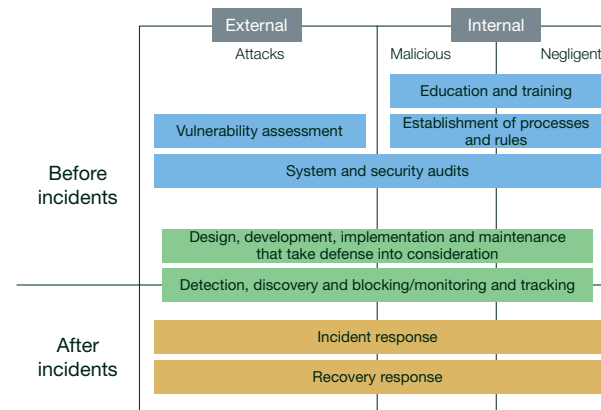 External
Internal
Attacks
Malicious
Negligent
Before
incidents
Education and training
Vulnerability assessment
Establishment of processes
and rules
System and security audits
Design, development, implementation and maintenance
that take defense into consideration
Detection, discovery and blocking/monitoring and tracking
After
incidents
Incident response
Recovery response